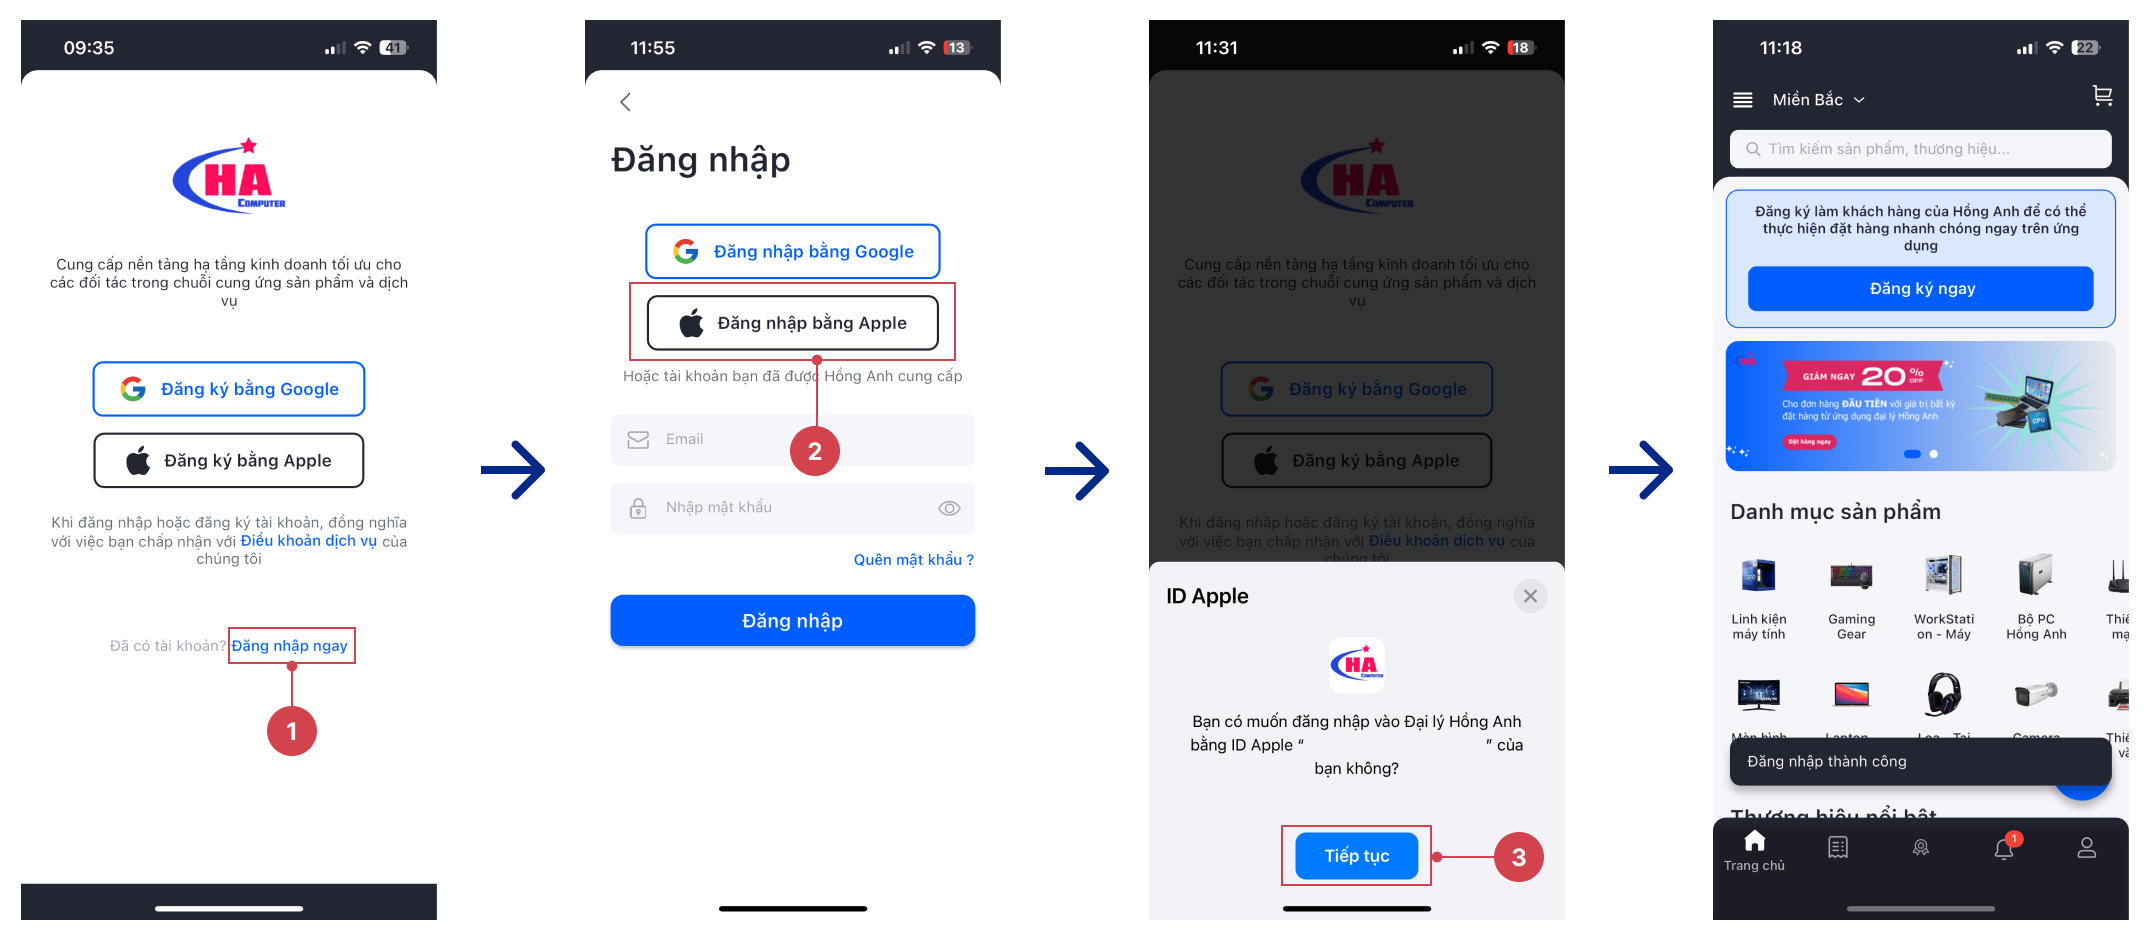 09:35
41
HA
COMPUTER
Cung cấp nền tảng hạ tầng kinh doanh tối ưu cho
các đối tác trong chuỗi cung ứng sản phẩm và dịch
vụ
Đăng ký bằng Google
Đăng ký bằng Apple
Khi đăng nhập hoặc đăng ký tài khoản, đồng nghĩa
với việc bạn chấp nhận với Điều khoản dịch vụ của
chúng tôi
Đã có tài khoản? Đăng nhập ngay
1
11:55
13
Đăng nhập
Đăng nhập bằng Google
Đăng nhập bằng Apple
Hoặc tài khoản bạn đã được Hồng Anh cung cấp
Email
2
Nhập mật khẩu
Quên mật khẩu ?
Đăng nhập
11:31
18
HA
COMPUTER
Cung cấp nền tảng hạ tầng kinh doanh tối ưu cho
các đối tác trong chuỗi cung ứng sản phẩm và dịch
vụ
Đăng ký bằng Google
Đăng ký bằng Apple
Khi đăng nhập hoặc đăng ký tài khoản, đồng nghĩa
với việc bạn chấp nhận với Điều khoản dịch vụ của
chúng tôi
ID Apple
HA
COMPUTER
Bạn có muốn đăng nhập vào Đại lý Hồng Anh
bằng ID Apple “ ” của
bạn không?
Tiếp tục
3
11:18
22
Miền Bắc
Tìm kiếm sản phẩm, thương hiệu...
Đăng ký làm khách hàng của Hồng Anh để có thể
thực hiện đặt hàng nhanh chóng ngay trên ứng
dụng
Đăng ký ngay
HA
GIẢM NGAY 20% OFF
Cho đơn hàng ĐẦU TIÊN với giá trị bất kỳ
đặt hàng từ ứng dụng đại lý Hồng Anh
Đặt hàng ngay
CPU
Danh mục sản phẩm
Linh kiện
máy tính
Gaming
Gear
WorkStati
on - Máy
Bộ PC
Hồng Anh
Thiế
mạ
Màn hình
Laptop
Loa - Tai
Camera
Thiế
và
Đăng nhập thành công
Thương hiệu nổi bật
1
Trang chủ